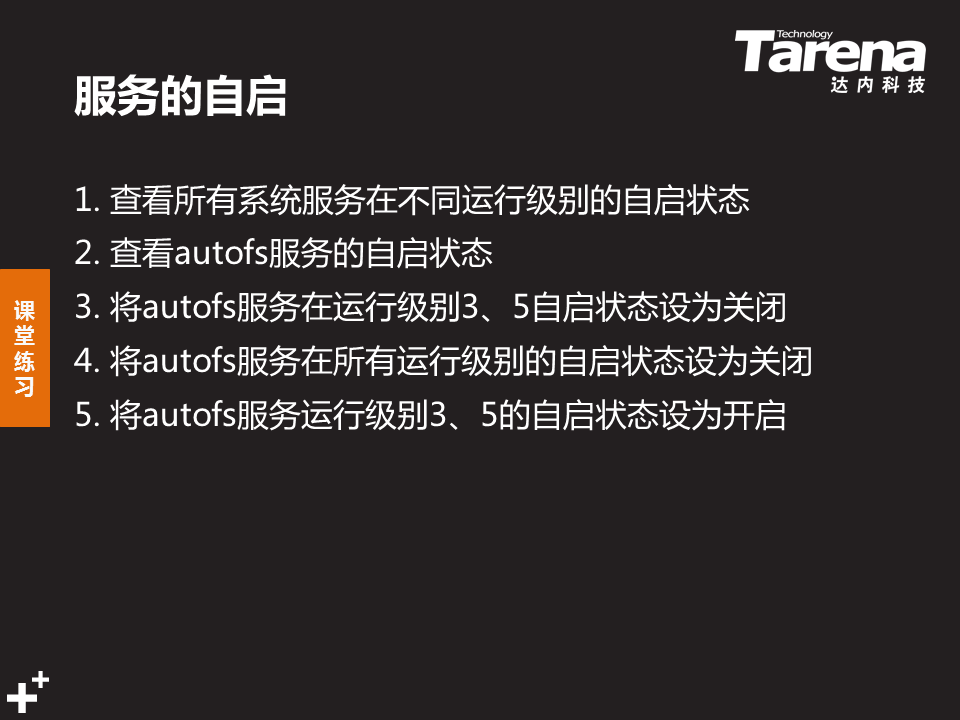 Technology
Tarena
达内科技
服务的自启
1. 查看所有系统服务在不同运行级别的自启状态
2. 查看autofs服务的自启状态
3. 将autofs服务在运行级别3、5自启状态设为关闭
4. 将autofs服务在所有运行级别的自启状态设为关闭
5. 将autofs服务运行级别3、5的自启状态设为开启
课
堂
练
习